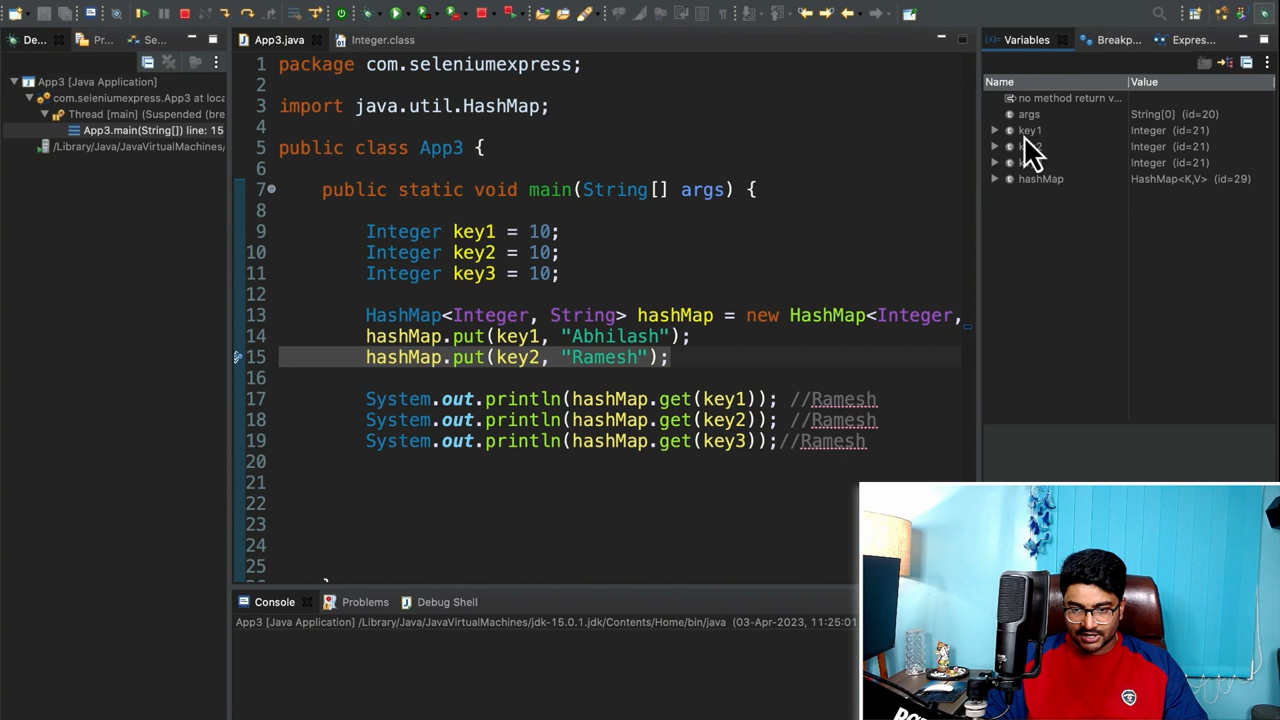 De...
Pr...
Se...
App3 [Java Application]
com.seleniumexpress.App3 at loca
Thread [main] (Suspended (bre
App3.main(String[]) line: 15
/Library/Java/JavaVirtualMachines/
App3.java
Integer.class
1 package com.seleniumexpress;
2
3 import java.util.HashMap;
4
5 public class App3 {
6
7 public static void main(String[] args) {
8
9 Integer key1 = 10;
10 Integer key2 = 10;
11 Integer key3 = 10;
12
13 HashMap<Integer, String> hashMap = new HashMap<Integer,
14 hashMap.put(key1, "Abhilash");
15 hashMap.put(key2, "Ramesh");
16
17 System.out.println(hashMap.get(key1)); //Ramesh
18 System.out.println(hashMap.get(key2)); //Ramesh
19 System.out.println(hashMap.get(key3));//Ramesh
20
21
22
23
24
25
}
Variables
Breakp...
Expres...
Name Value
no method return v...
args String[0] (id=20)
key1 Integer (id=21)
Integer (id=21)
Integer (id=21)
hashMap HashMap<K,V> (id=29)
Console
Problems
Debug Shell
App3 [Java Application] /Library/Java/JavaVirtualMachines/jdk-15.0.1.jdk/Contents/Home/bin/java (03-Apr-2023, 11:25:01